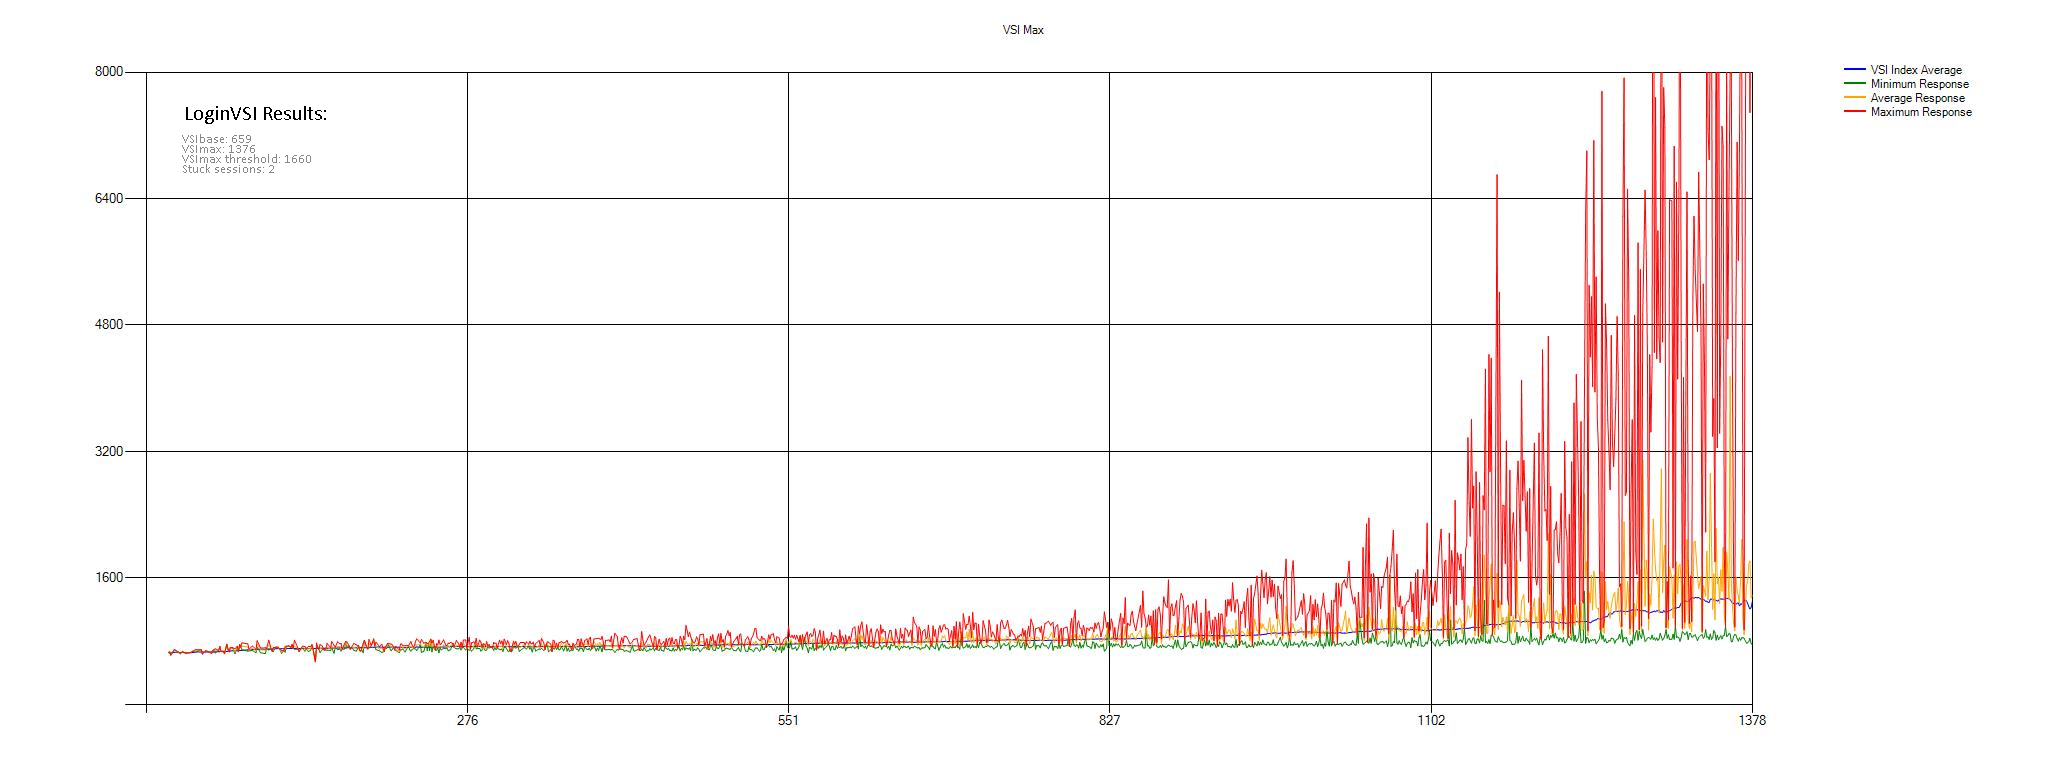 VSI Max
8000
6400
4800
3200
1600
LoginVSI Results:
VSIbase: 659
VSImax: 1376
VSImax threshold: 1660
Stuck sessions: 2
VSI Index Average
Minimum Response
Average Response
Maximum Response
276
551
827
1102
1378